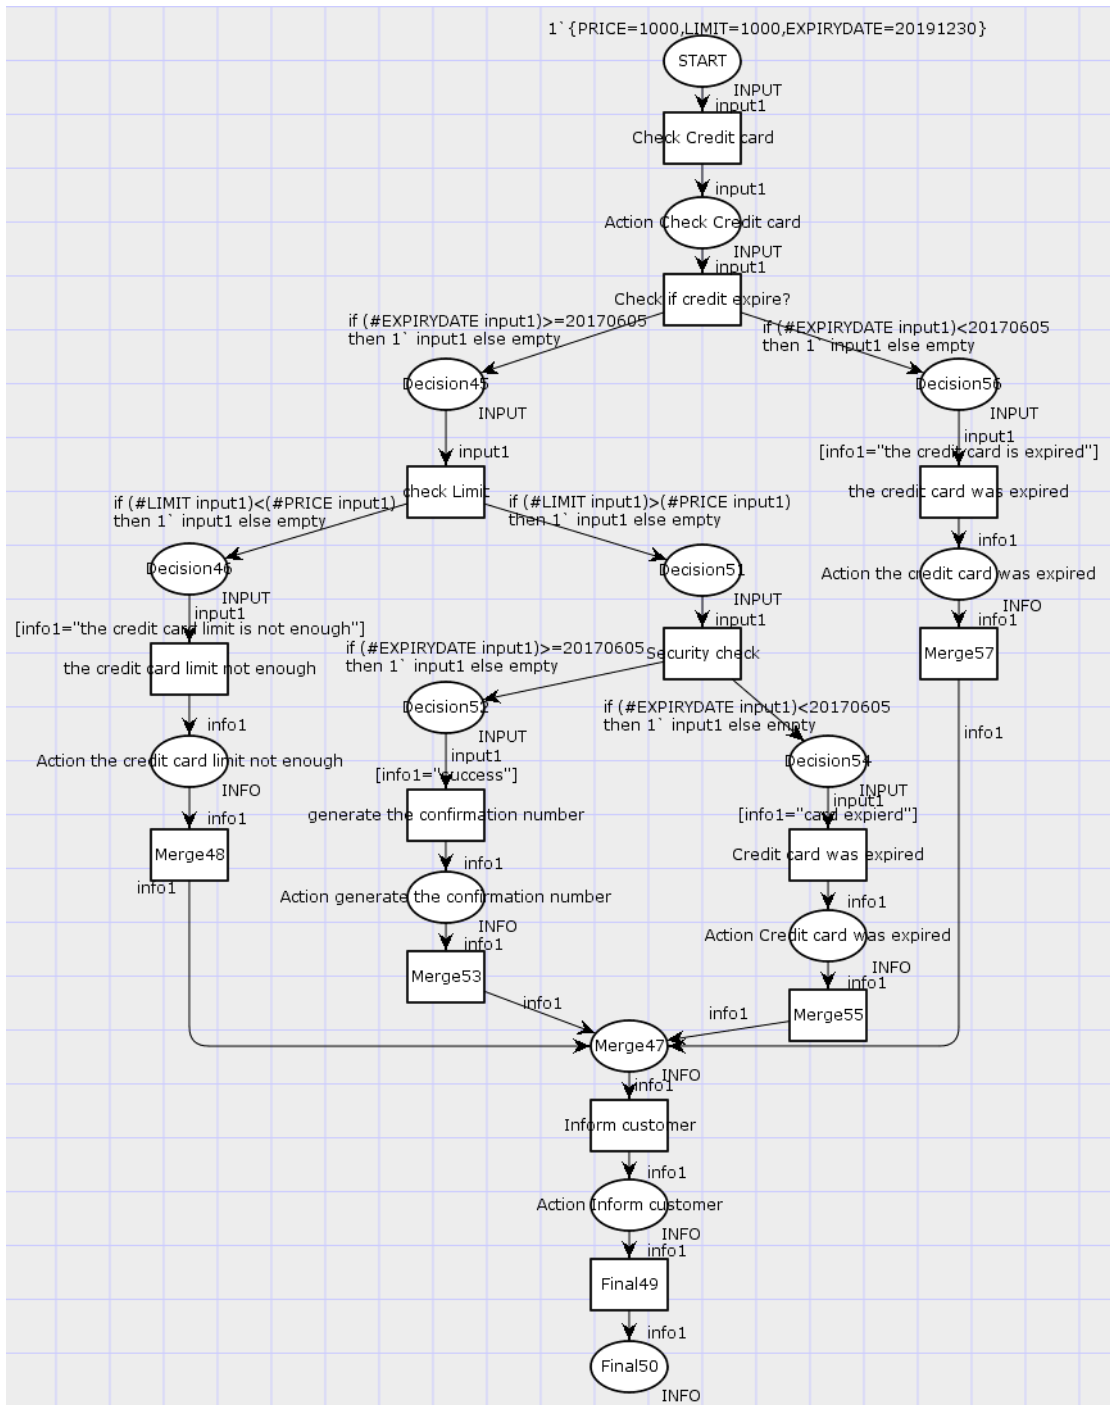 1`{PRICE=1000,LIMIT=1000,EXPIRYDATE=20191230}
START
INPUT
input1
Check Credit card
input1
Action Check Credit card
INPUT
input1
Check if credit expire?
if (#EXPIRYDATE input1)>=20170605
then 1` input1 else empty
if (#EXPIRYDATE input1)<20170605
then 1` input1 else empty
Decision45
INPUT
Decision56
INPUT
input1
input1
[info1="the credit card is expired"]
check Limit
the credit card was expired
if (#LIMIT input1)<(#PRICE input1)
then 1` input1 else empty
if (#LIMIT input1)>(#PRICE input1)
then 1` input1 else empty
info1
Decision46
INPUT
Decision51
INPUT
Action the credit card was expired
INFO
input1
[info1="the credit card limit is not enough"]
input1
info1
the credit card limit not enough
if (#EXPIRYDATE input1)>=20170605
then 1` input1 else empty
Security check
Merge57
info1
Decision52
INPUT
if (#EXPIRYDATE input1)<20170605
then 1` input1 else empty
info1
Action the credit card limit not enough
INFO
input1
[info1="success"]
Decision54
INPUT
input1
[info1="card expierd"]
info1
generate the confirmation number
Merge48
info1
info1
Credit card was expired
Action generate the confirmation number
INFO
info1
info1
Action Credit card was expired
INFO
Merge53
info1
info1
Merge55
info1
Merge47
INFO
info1
Inform customer
info1
Action Inform customer
INFO
info1
Final49
info1
Final50
INFO